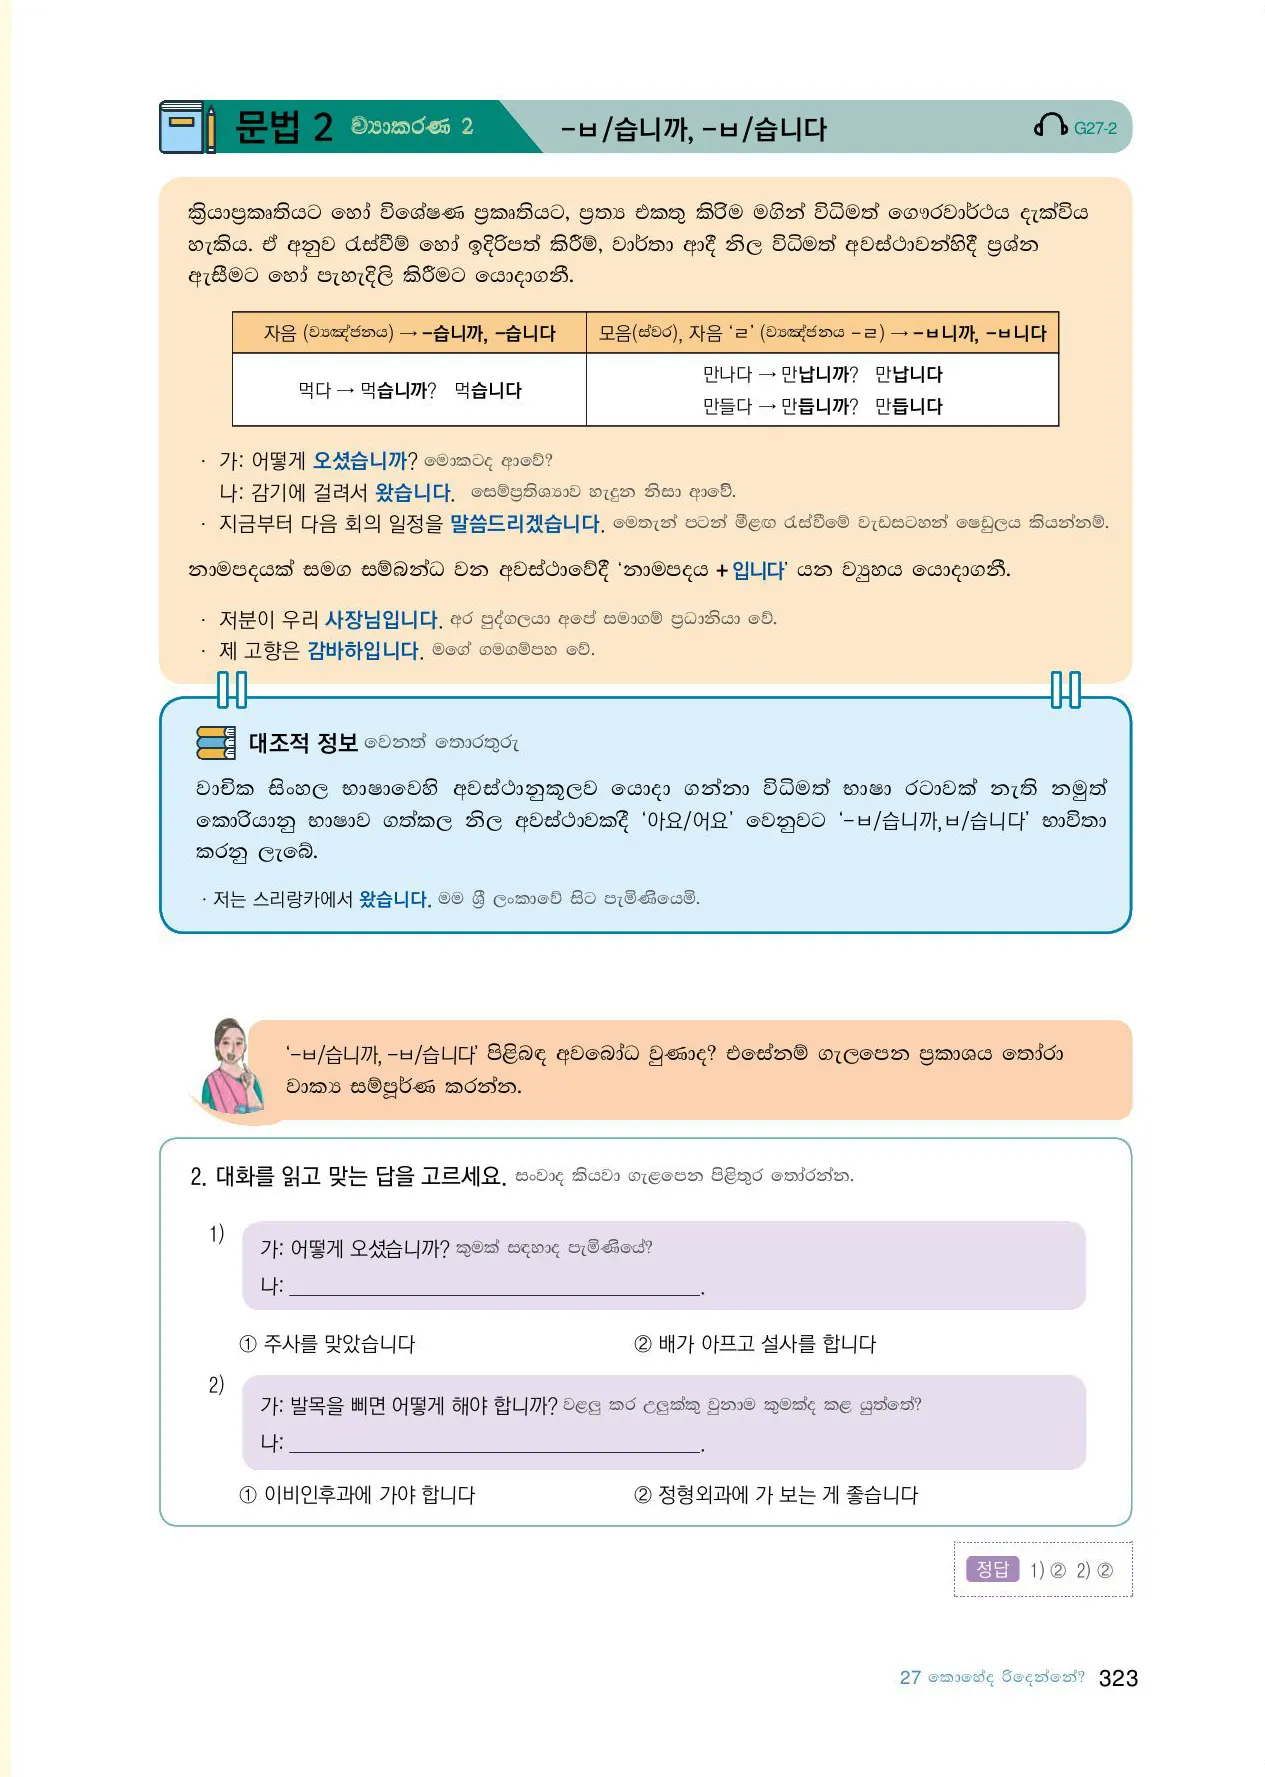 문법 2 ව්‍යාකරණ 2 -ㅂ/습니까, -ㅂ/습니다 G27-2
ක්‍රියාප්‍රකෘතියට හෝ විශේෂණ ප්‍රකෘතියට, ප්‍රත්‍ය එකතු කිරීම මගින් විධිමත් ගෞරවාර්ථය දැක්විය
හැකිය. ඒ අනුව රැස්වීම් හෝ ඉදිරිපත් කිරීම්, වාර්තා ආදී නිල විධිමත් අවස්ථාවන්හිදී ප්‍රශ්න
ඇසීමට හෝ පැහැදිලි කිරීමට යොදාගනී.
자음 (ව්‍යඤ්ජනය) → -습니까, -습니다 모음(ස්වර), 자음 ‘ㄹ’ (ව්‍යඤ්ජනය -ㄹ) → -ㅂ니까, -ㅂ니다
먹다 → 먹습니까? 먹습니다
만나다 → 만납니까? 만납니다
만들다 → 만듭니까? 만듭니다
· 가: 어떻게 오셨습니까? මොකටද ආවේ?
나: 감기에 걸려서 왔습니다. සෙම්ප්‍රතිශ්‍යාව හැදුන නිසා ආවේ.
· 지금부터 다음 회의 일정을 말씀드리겠습니다. මෙතැන් පටන් මීළඟ රැස්වීමේ වැඩසටහන් ෂෙඩුලය කියන්නම්.
නාමපදයක් සමග සම්බන්ධ වන අවස්ථාවේදී ‘නාමපදය + 입니다’ යන ව්‍යුහය යොදාගනී.
· 저분이 우리 사장님입니다. අර පුද්ගලයා අපේ සමාගම් ප්‍රධානියා වේ.
· 제 고향은 감바하입니다. මගේ ගමගම්පහ වේ.
대조적 정보 වෙනත් තොරතුරු
වාචික සිංහල භාෂාවෙහි අවස්ථානුකූලව යොදා ගන්නා විධිමත් භාෂා රටාවක් නැති නමුත්
කොරියානු භාෂාව ගත්කල නිල අවස්ථාවකදී ‘아요/어요’ වෙනුවට ‘-ㅂ/습니까,ㅂ/습니다’ භාවිතා
කරනු ලැබේ.
· 저는 스리랑카에서 왔습니다. මම ශ්‍රී ලංකාවේ සිට පැමිණියෙමි.
‘-ㅂ/습니까, -ㅂ/습니다’ පිළිබඳ අවබෝධ වුණාද? එසේනම් ගැලපෙන ප්‍රකාශය තෝරා
වාක්‍ය සම්පූර්ණ කරන්න.
2. 대화를 읽고 맞는 답을 고르세요. සංවාද කියවා ගැළපෙන පිළිතුර තෝරන්න.
1) 가: 어떻게 오셨습니까? කුමක් සඳහාද පැමිණියේ?
나: .
① 주사를 맞았습니다 ② 배가 아프고 설사를 합니다
2) 가: 발목을 삐면 어떻게 해야 합니까? වළලු කර උලුක්කු වුනාම කුමක්ද කළ යුත්තේ?
나: .
① 이비인후과에 가야 합니다 ② 정형외과에 가 보는 게 좋습니다
정답 1) ② 2) ②
27 කොහේද රිදෙන්නේ? 323